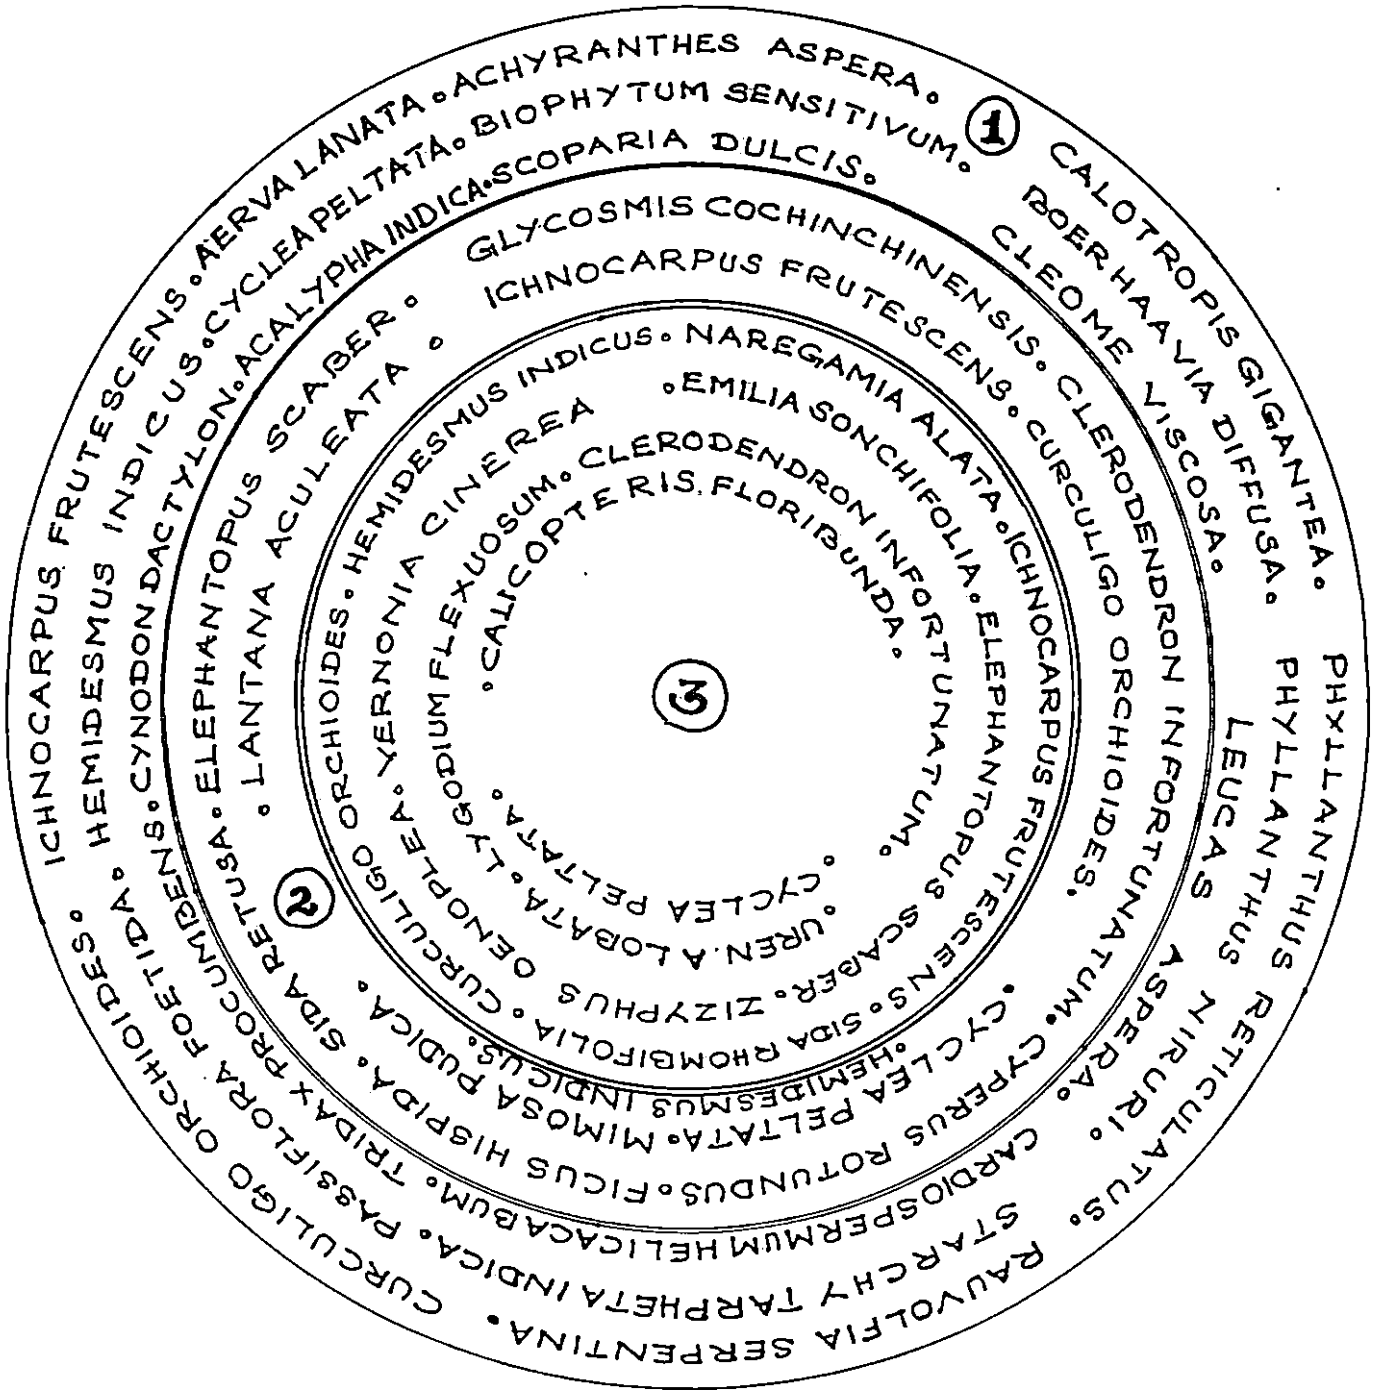 ACHYRANTHES ASPERA.
CALOTROPIS GIGANTEA.
PHYLLANTHUS RETICULATUS.
RAUVOLFIA SERPENTINA.
CURCULIGO ORCHIOIDES.
ICHNOCARPUS FRUTESCENS.
AERVA LANATA.
BIOPHYTUM SENSITIVUM.
BOERHAAVIA DIFFUSA.
PHYLLANTHUS NIRURI.
STARCHY TARPHETA INDICA.
PASSIFLORA FOETIDA.
HEMIDESMUS INDICUS.
CYCLEA PELTATA.
SCOPARIA DULCIS.
CLEOME VISCOSA.
LEUCAS ASPERA.
CARDIOSPERMUM HELICACABUM.
TRIDAX PROCCUMBENS.
CYNODON DACTYLON.
ACALYPHA INDICA.
1
GLYCOSMIS COCHINCHINENSIS.
CLERODENDRON INFORTUNATUM.
CYPERUS ROTUNDUS.
FICUS HISPIDA.
SIDA RETUSA.
ELEPHANTOPUS SCABER.
ICHNOCARPUS FRUTESCENS.
CURCULIGO ORCHIOIDES.
CYCLEA PELTATA.
MIMOSA PUDICA.
LANTANA ACULEATA.
HEMIDESMUS INDICUS.
2
HEMIDESMUS INDICUS.
NAREGAMIA ALATA.
ICHNOCARPUS FRUTESCENS.
SIDA RHOMBIFOLIA.
CURCULIGO ORCHIOIDES.
EMILIA SONCHIFOLIA.
ELEPHANTOPUS SCABER.
ZIZYPHUS OENOPLEA.
VERNONIA CINEREA
CLERODENDRON INFORTUNATUM.
URENA LOBATA.
LYGODIUM FLEXUOSUM.
CALICOPTERIS FLORIBUNDA.
CYCLEA PELTATA.
3